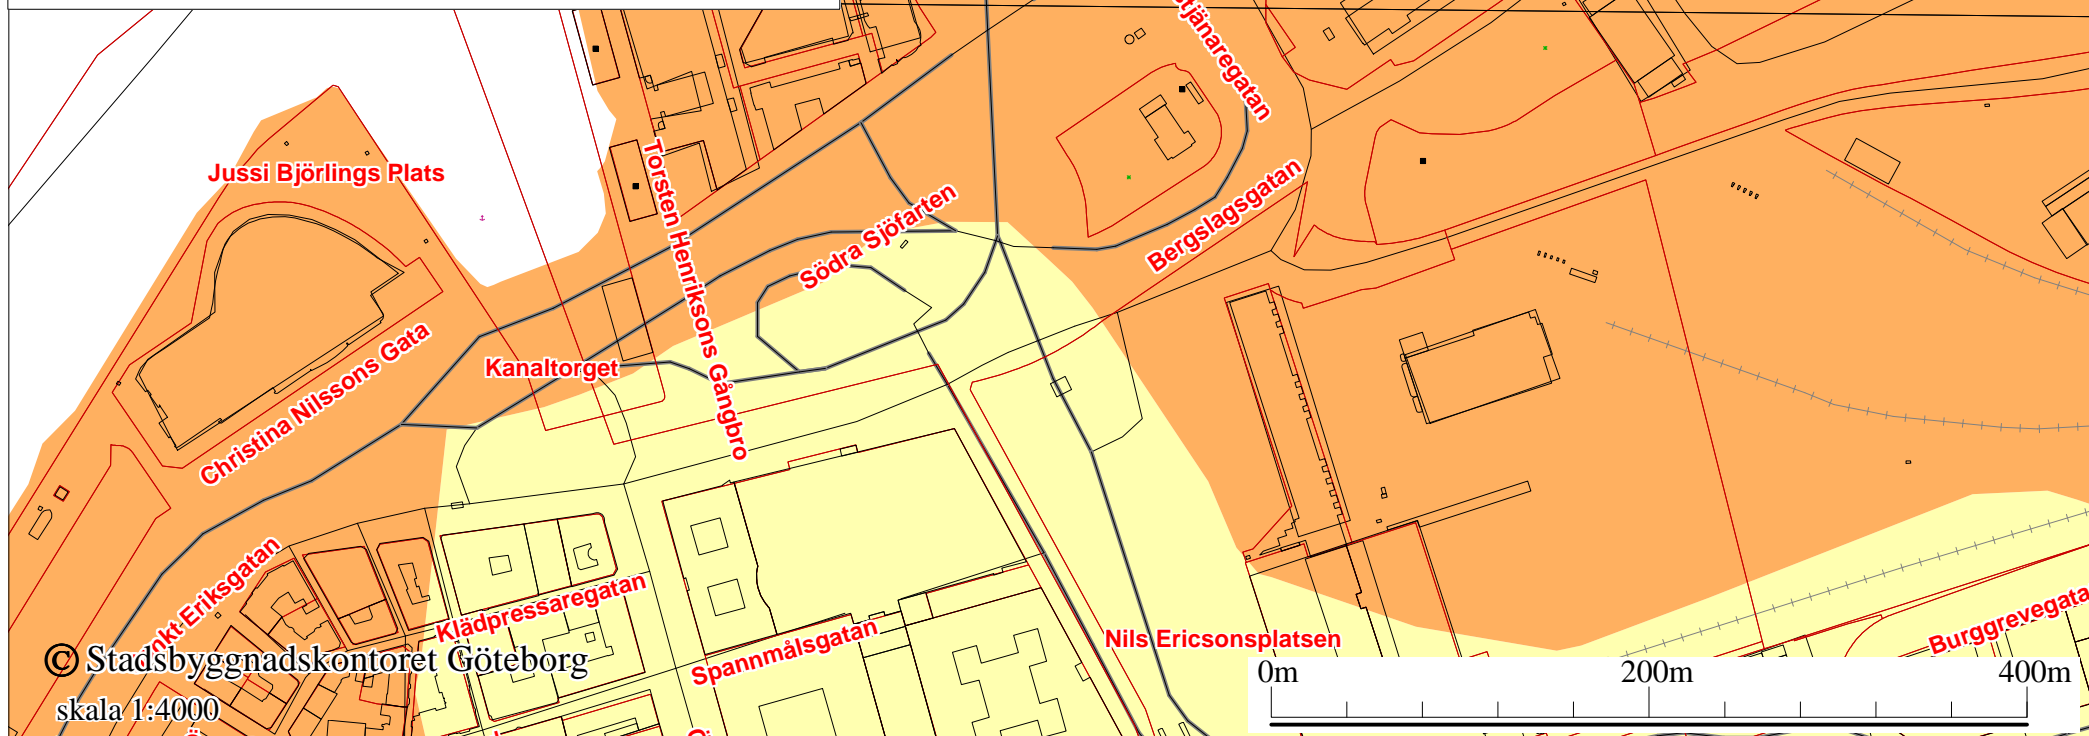 Jussi Björlings Plats
Torsten Henriksons Gångbro
Södra Sjöfarten
Bergslagsgatan
Kanaltorget
Christina Nilssons Gata
Klädpressaregatan
Spannmålsgatan
Nils Ericsonsplatsen
© Stadsbyggnadskontoret Göteborg
skala 1:4000
0m 200m 400m